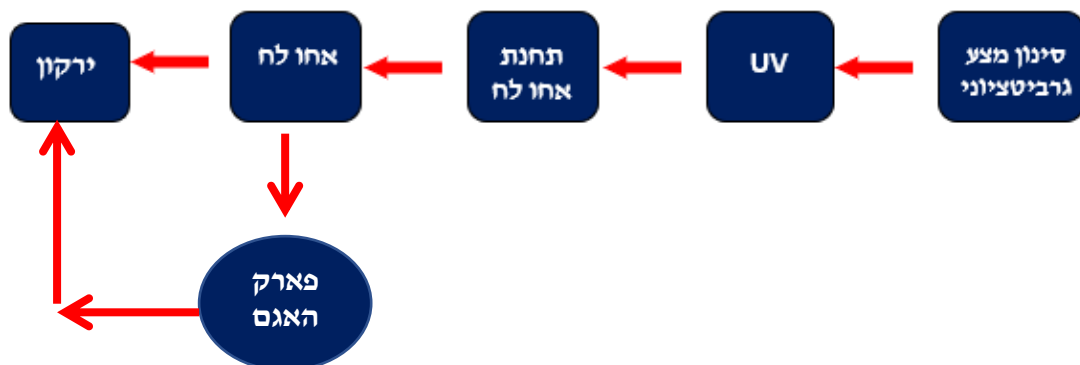 סינון מצע
גרביטציוני
UV
תחנת
אחו לח
אחו לח
ירקון
פארק
האגם